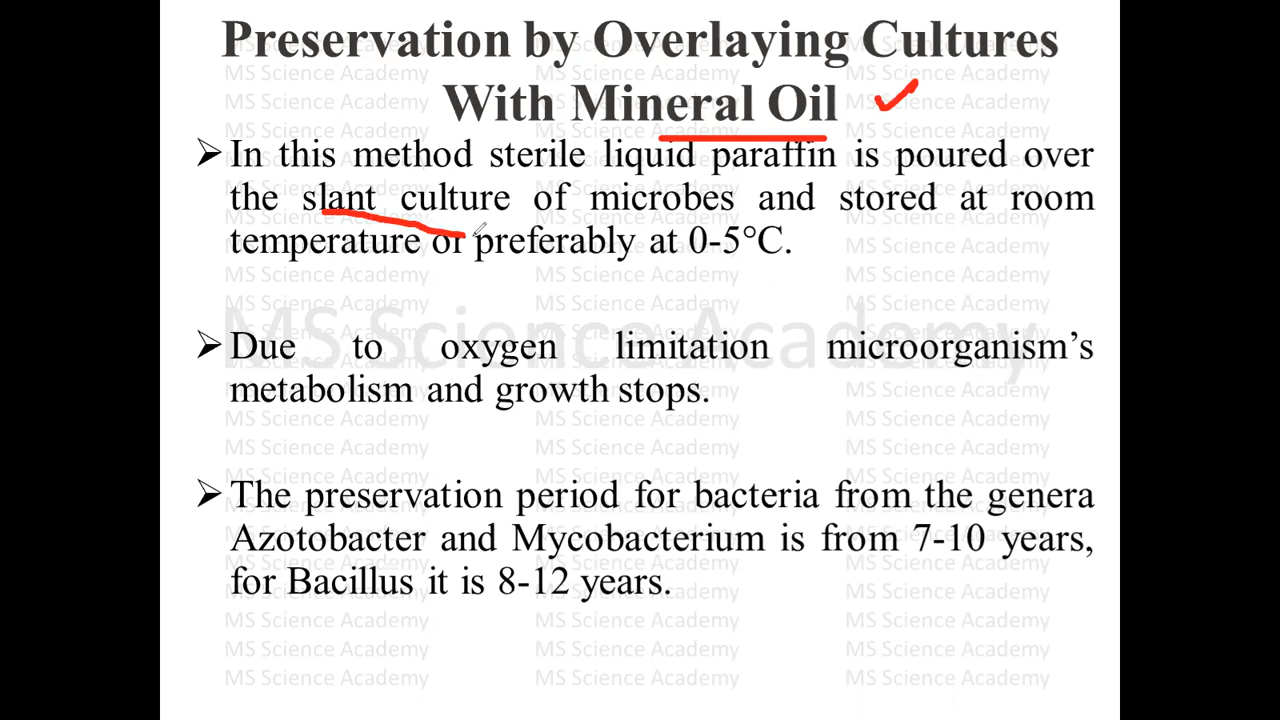 Preservation by Overlaying Cultures
With Mineral Oil
➢ In this method sterile liquid paraffin is poured over
the slant culture of microbes and stored at room
temperature or preferably at 0-5°C.
MS Science Academy
➢ Due to oxygen limitation microorganism’s
metabolism and growth stops.
➢ The preservation period for bacteria from the genera
Azotobacter and Mycobacterium is from 7-10 years,
for Bacillus it is 8-12 years.